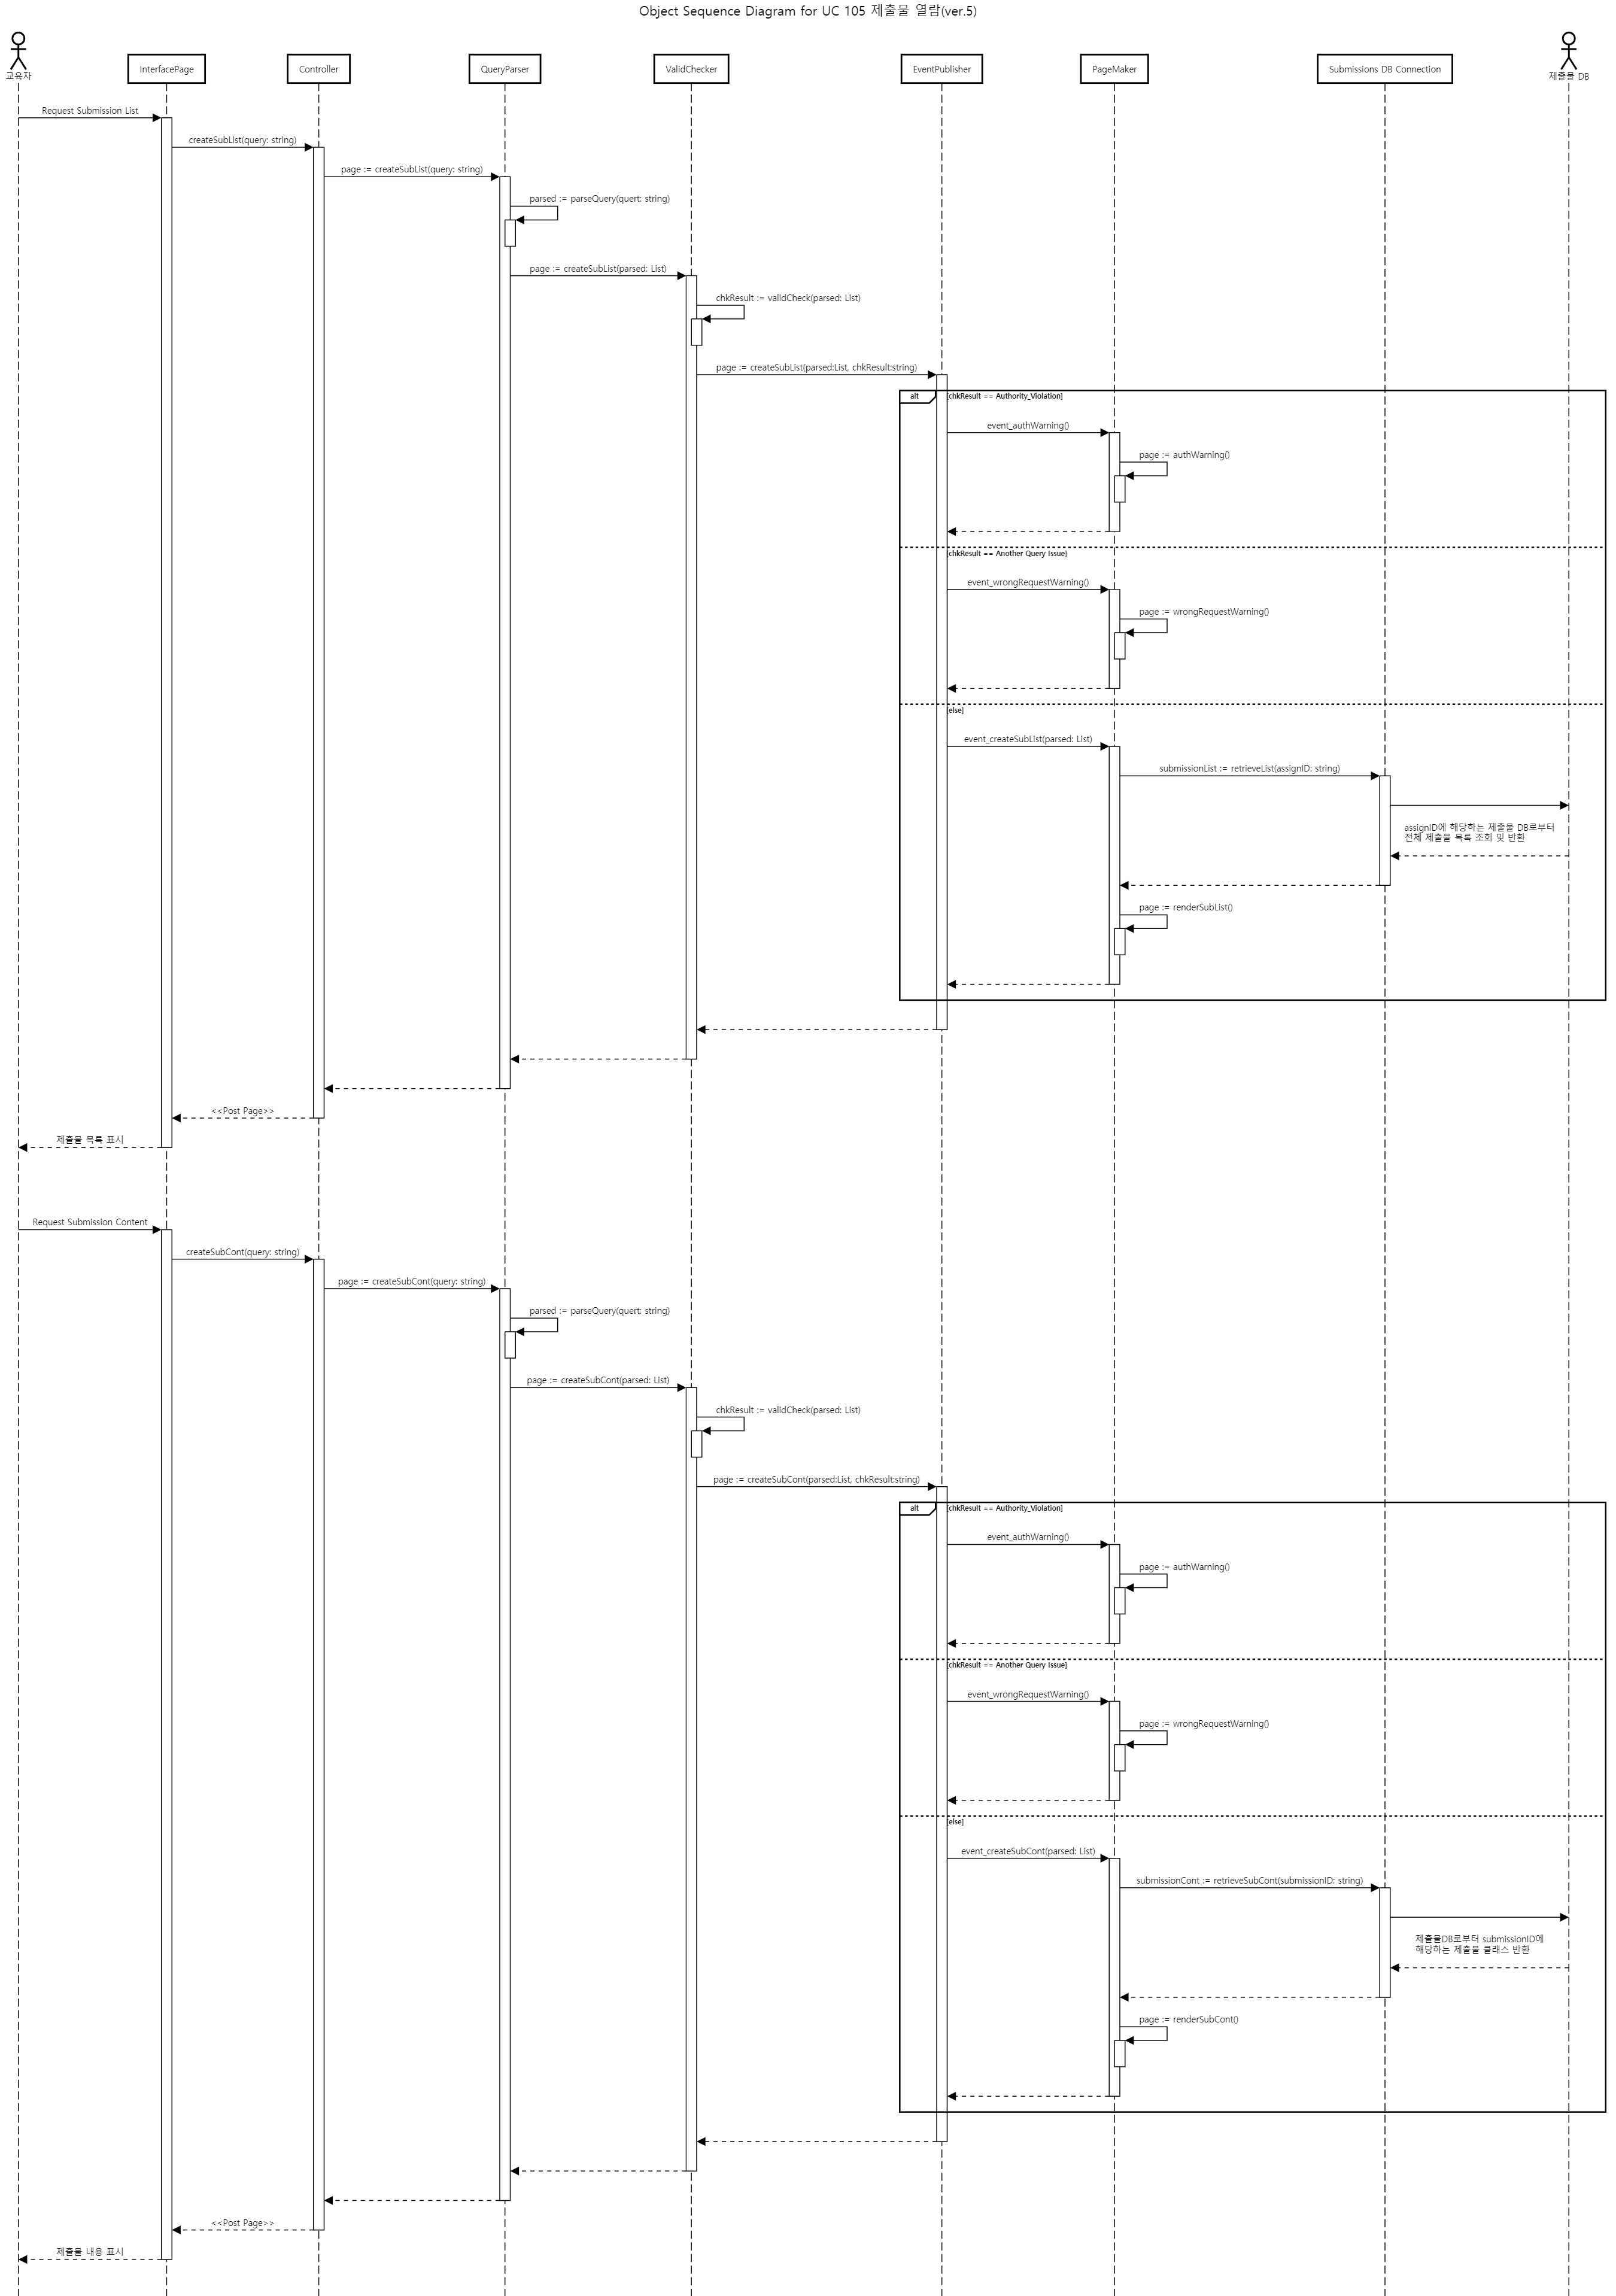 Object Sequence Diagram for UC 105 제출물 열람(ver.5)
교육자
InterfacePage
Controller
QueryParser
ValidChecker
EventPublisher
PageMaker
Submissions DB Connection
제출물 DB
Request Submission List
createSubList(query: string)
page := createSubList(query: string)
parsed := parseQuery(quert: string)
page := createSubList(parsed: List)
chkResult := validCheck(parsed: List)
page := createSubList(parsed:List, chkResult:string)
alt
[chkResult == Authority_Violation]
event_authWarning()
page := authWarning()
[chkResult == Another Query Issue]
event_wrongRequestWarning()
page := wrongRequestWarning()
[else]
event_createSubList(parsed: List)
submissionList := retrieveList(assignID: string)
assignID에 해당하는 제출물 DB로부터
전체 제출물 목록 조회 및 반환
page := renderSubList()
<<Post Page>>
제출물 목록 표시
Request Submission Content
createSubCont(query: string)
page := createSubCont(query: string)
parsed := parseQuery(quert: string)
page := createSubCont(parsed: List)
chkResult := validCheck(parsed: List)
page := createSubCont(parsed:List, chkResult:string)
alt
[chkResult == Authority_Violation]
event_authWarning()
page := authWarning()
[chkResult == Another Query Issue]
event_wrongRequestWarning()
page := wrongRequestWarning()
[else]
event_createSubCont(parsed: List)
submissionCont := retrieveSubCont(submissionID: string)
제출물DB로부터 submissionID에
해당하는 제출물 클래스 반환
page := renderSubCont()
<<Post Page>>
제출물 내용 표시